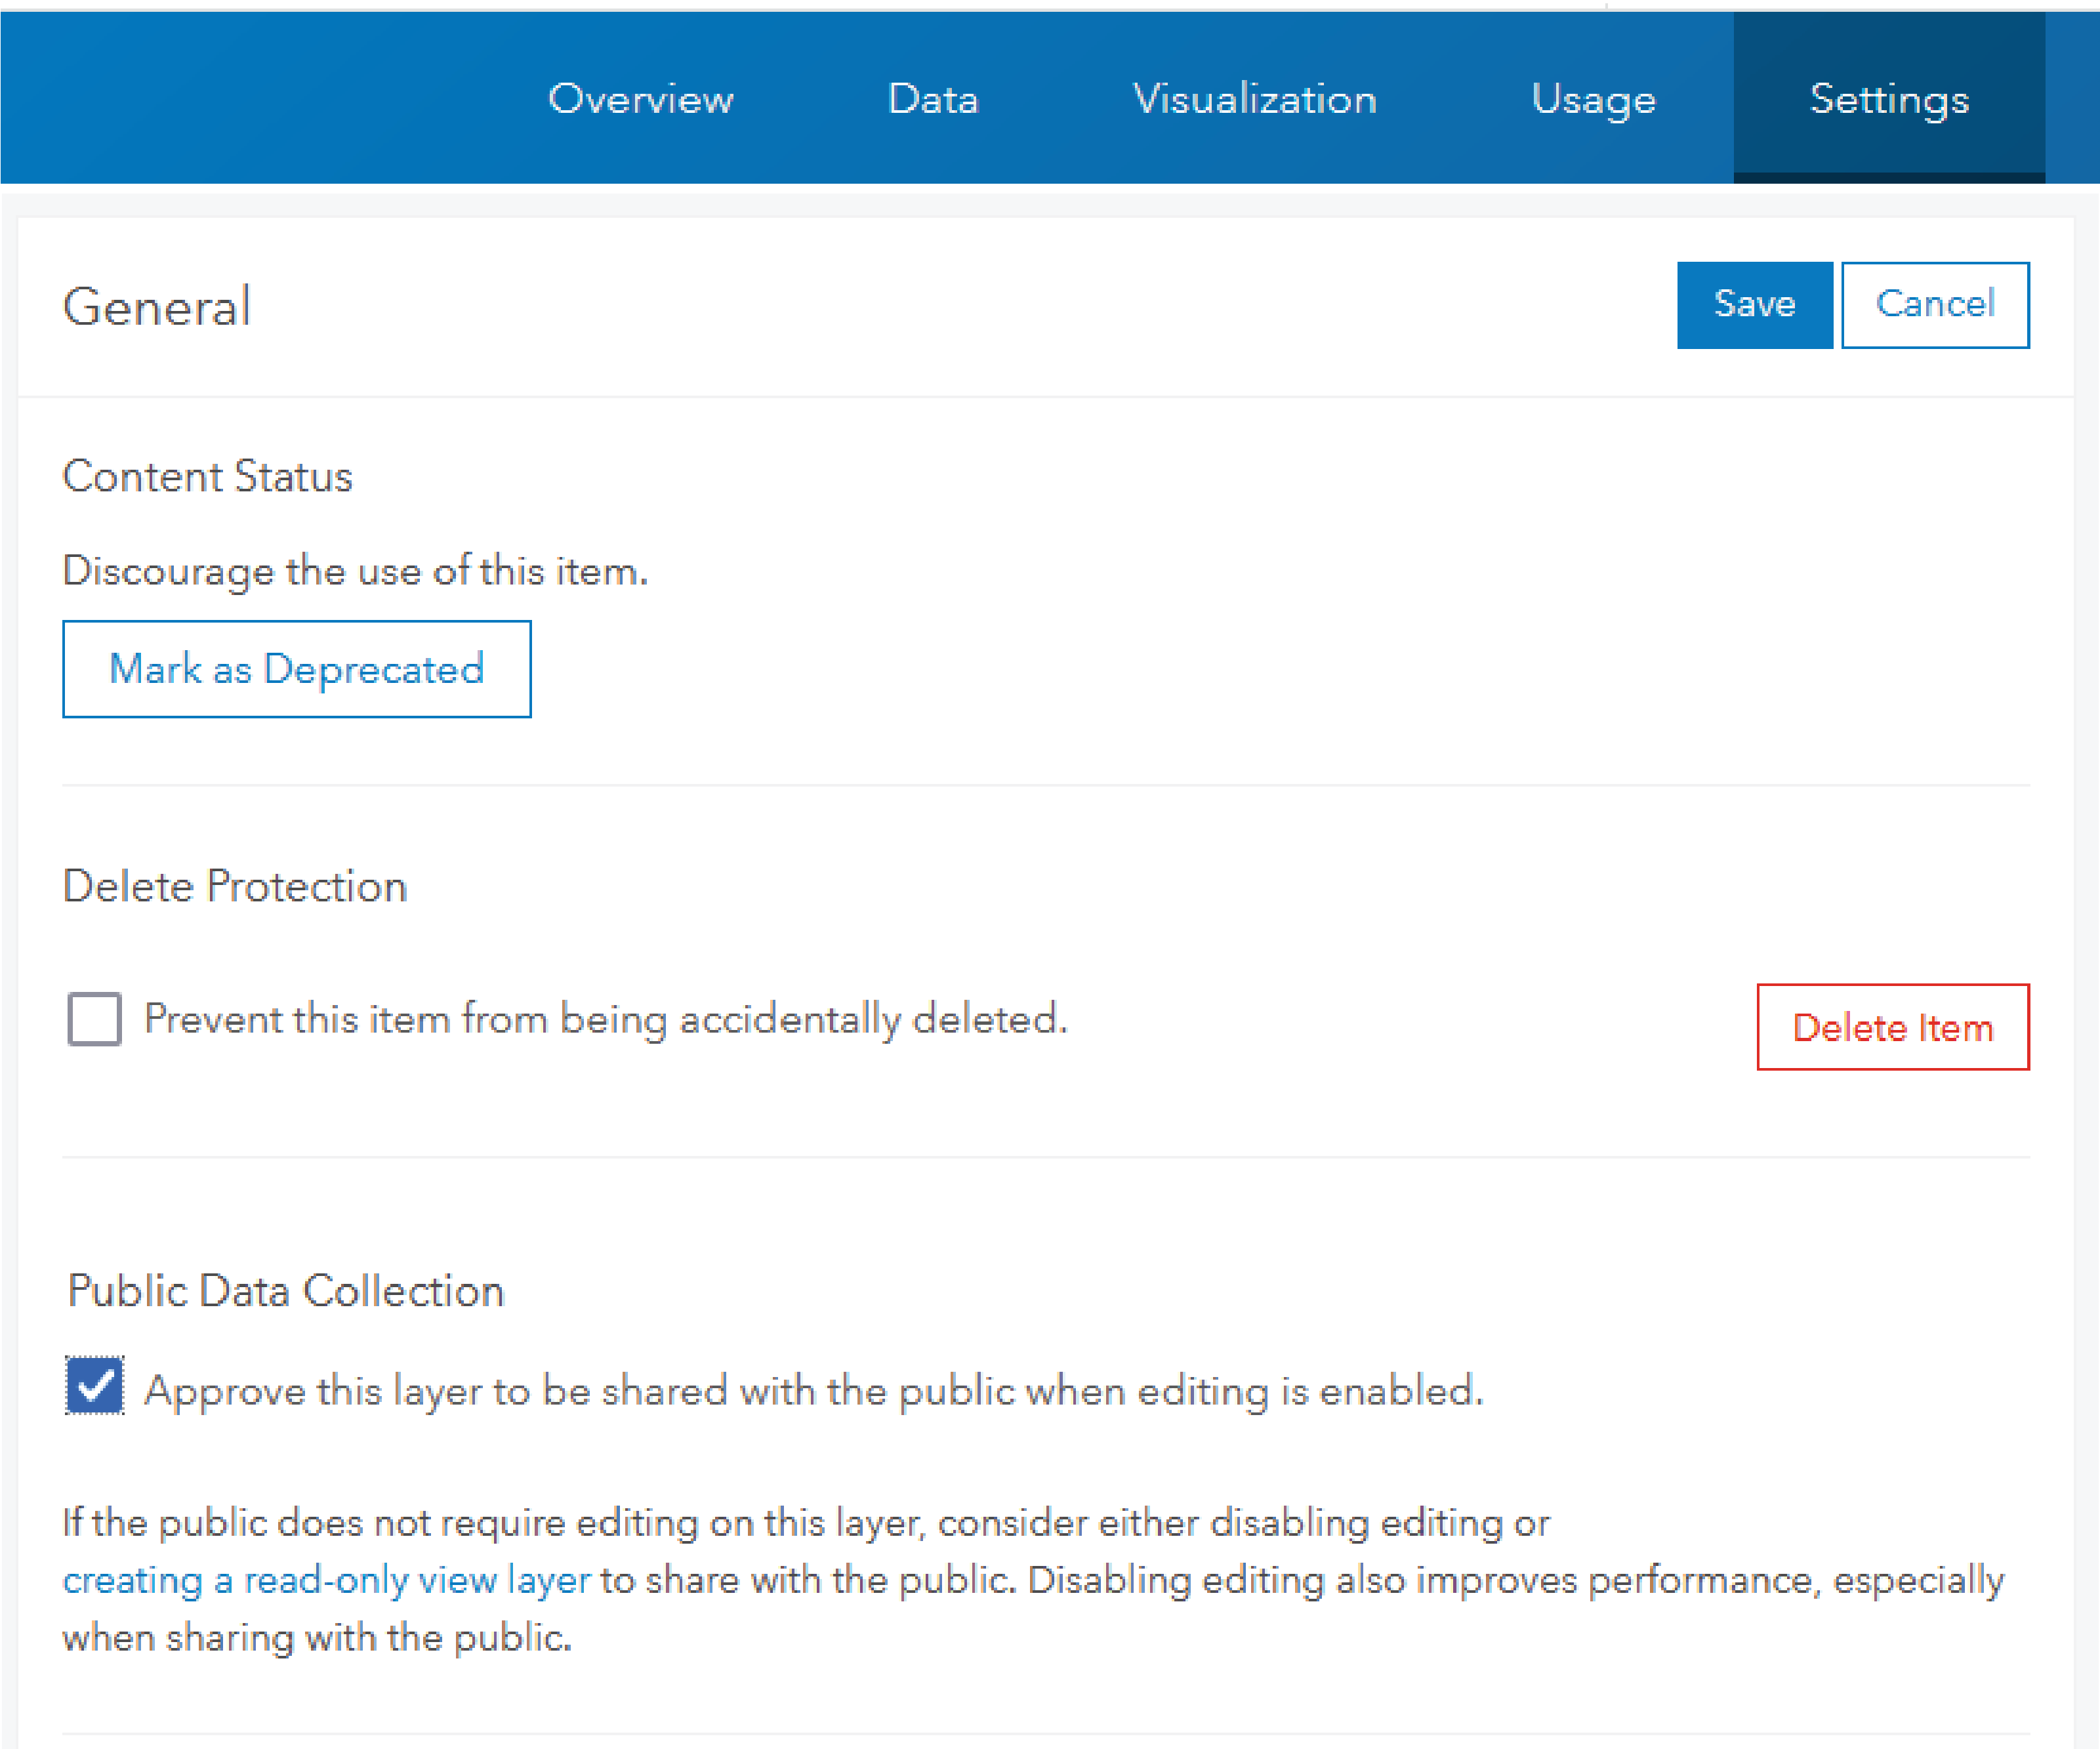 Overview Data Visualization Usage Settings
General Save Cancel
Content Status
Discourage the use of this item.
Mark as Deprecated
Delete Protection
Prevent this item from being accidentally deleted. Delete Item
Public Data Collection
Approve this layer to be shared with the public when editing is enabled.
If the public does not require editing on this layer, consider either disabling editing or
creating a read-only view layer to share with the public. Disabling editing also improves performance, especially
when sharing with the public.